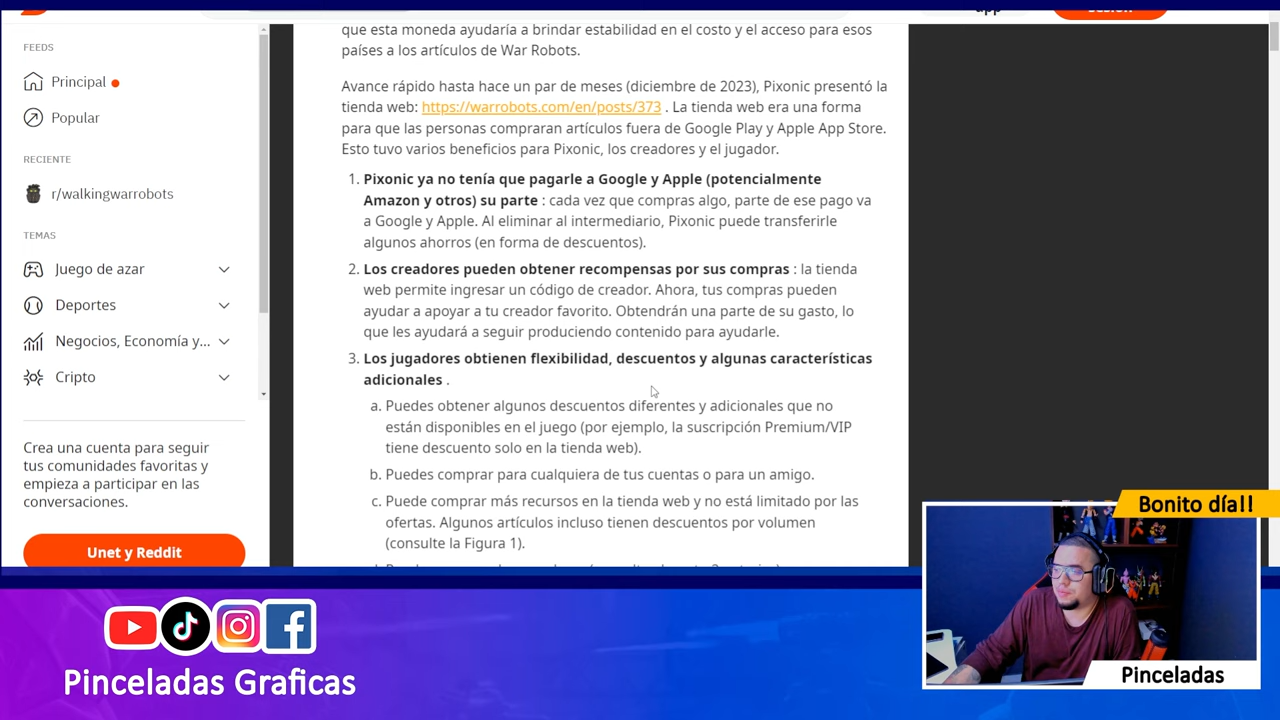 app
FEEDS
Principal
Popular
RECIENTE
r/walkingwarrobots
TEMAS
Juego de azar
Deportes
Negocios, Economía y...
Cripto
Crea una cuenta para seguir
tus comunidades favoritas y
empieza a participar en las
conversaciones.
Unet y Reddit
que esta moneda ayudaría a brindar estabilidad en el costo y el acceso para esos
países a los artículos de War Robots.
Avance rápido hasta hace un par de meses (diciembre de 2023), Pixonic presentó la
tienda web: https://warrobots.com/en/posts/373 . La tienda web era una forma
para que las personas compraran artículos fuera de Google Play y Apple App Store.
Esto tuvo varios beneficios para Pixonic, los creadores y el jugador.
1. Pixonic ya no tenía que pagarle a Google y Apple (potencialmente
Amazon y otros) su parte : cada vez que compras algo, parte de ese pago va
a Google y Apple. Al eliminar al intermediario, Pixonic puede transferirle
algunos ahorros (en forma de descuentos).
2. Los creadores pueden obtener recompensas por sus compras : la tienda
web permite ingresar un código de creador. Ahora, tus compras pueden
ayudar a apoyar a tu creador favorito. Obtendrán una parte de su gasto, lo
que les ayudará a seguir produciendo contenido para ayudarle.
3. Los jugadores obtienen flexibilidad, descuentos y algunas características
adicionales .
a. Puedes obtener algunos descuentos diferentes y adicionales que no
están disponibles en el juego (por ejemplo, la suscripción Premium/VIP
tiene descuento solo en la tienda web).
b. Puedes comprar para cualquiera de tus cuentas o para un amigo.
c. Puede comprar más recursos en la tienda web y no está limitado por las
ofertas. Algunos artículos incluso tienen descuentos por volumen
(consulte la Figura 1).
Bonito día!!
Pinceladas
Pinceladas Graficas